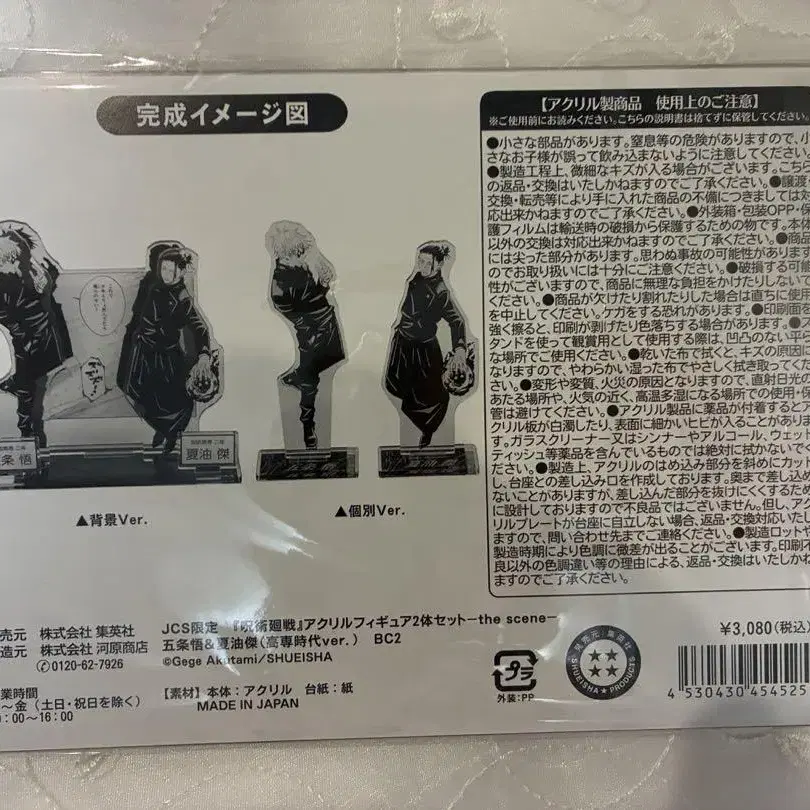 完成イメージ図
五条 悟
夏油 傑
▲背景Ver.
▲個別Ver.
【アクリル製商品 使用上のご注意】
※ご使用前にお読みください。こちらの説明書は捨てずに保管してください。
●小さな部品があります。窒息等の危険がありますので、小
さなお子様が誤って飲み込まないように注意してください。
●製造工程上、微細なキズが入る場合がございます。こちら
の返品・交換はいたしかねますのでご了承ください。●譲渡・
交換・転売等により手に入れた商品の不備につきましては対
応出来かねますのでご了承ください。●外装箱・包装OPP・保
護フィルムは輸送時の破損から保護するための物です。本体
以外の交換は対応出来かねますのでご了承ください。●商品
には尖った部分があります。思わぬ事故の可能性があります
のでお取り扱いには十分にご注意ください。●破損する可能
性がございますので、商品に無理な負担をかけたりしないで
ください。●商品が欠けたり割れたりした場合は直ちに使用
を中止してください。ケガをする恐れがあります。●印刷面を
強く擦ると、印刷が剥げたり色落ちする場合があります。●ス
タンドを使って観賞用として使用する際は、凹凸のない平ら
な場所でご使用ください。●乾いた布で拭くと、キズの原因に
なりますので、やわらかい湿った布でやさしく拭き取ってくだ
さい。●変形や変質、火災の原因となりますので、直射日光の
あたる場所や、火気の近く、高温多湿になる場所での使用・保
管は避けてください。●アクリル製品に薬品が付着するとア
クリル板が白濁したり、表面に細かいヒビが入ることがありま
す。ガラスクリーナー又はシンナーやアルコール、ウェット
ティッシュ等薬品を含んでいるもので絶対に拭かないでくだ
さい。●製造上、アクリルのはめ込み部分を斜めにカット
し、台座との差し込み口を作成しております。奥まで差し込め
ないことがありますが、差し込んだ部分を抜けにくくするため
に設計しておりますので不良品ではございません。但し、アク
リルプレートが台座に自立しない場合、返品・交換対応いたし
ますので、問い合わせ先までご連絡ください。●製造ロットや
製造時期により色調に微差が出ることがございます。印刷不
良以外の色調違い等の理由による、返品・交換はいたしかね
ますのでご了承ください。
売元 株式会社 集英社
造元 株式会社 河原商店
0120-62-7926
業時間
～金（土日・祝日を除く）
:00～16:00
JCS限定 『呪術廻戦』アクリルフィギュア2体セット－the scene－
五条悟&夏油傑（高専時代ver.） BC2
©Gege Akutami/SHUEISHA
【素材】本体：アクリル 台紙：紙
MADE IN JAPAN
プラ
外装：PP
発売元 集英社
SHUEISHA ★ PRODUCTS
¥3,080（税込）
4 530430 454525